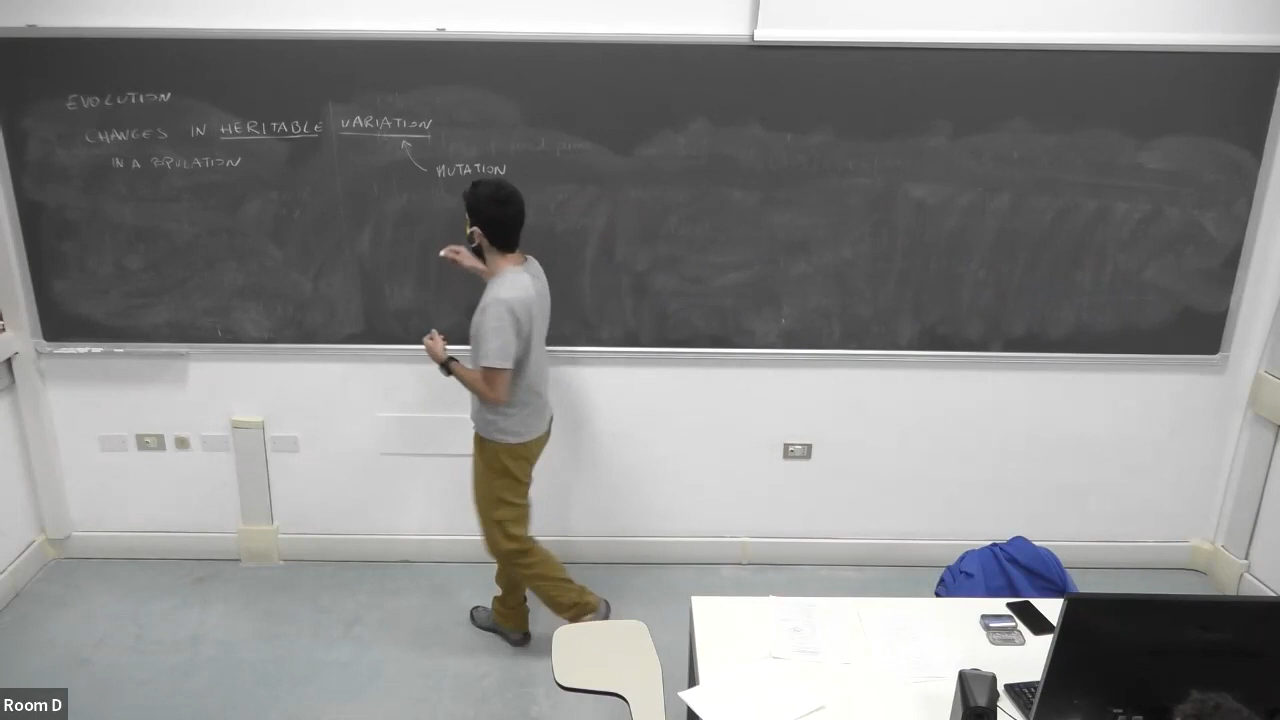 EVOLUTION
CHANGES IN HERITABLE VARIATION
IN A POPULATION
MUTATION
Room D